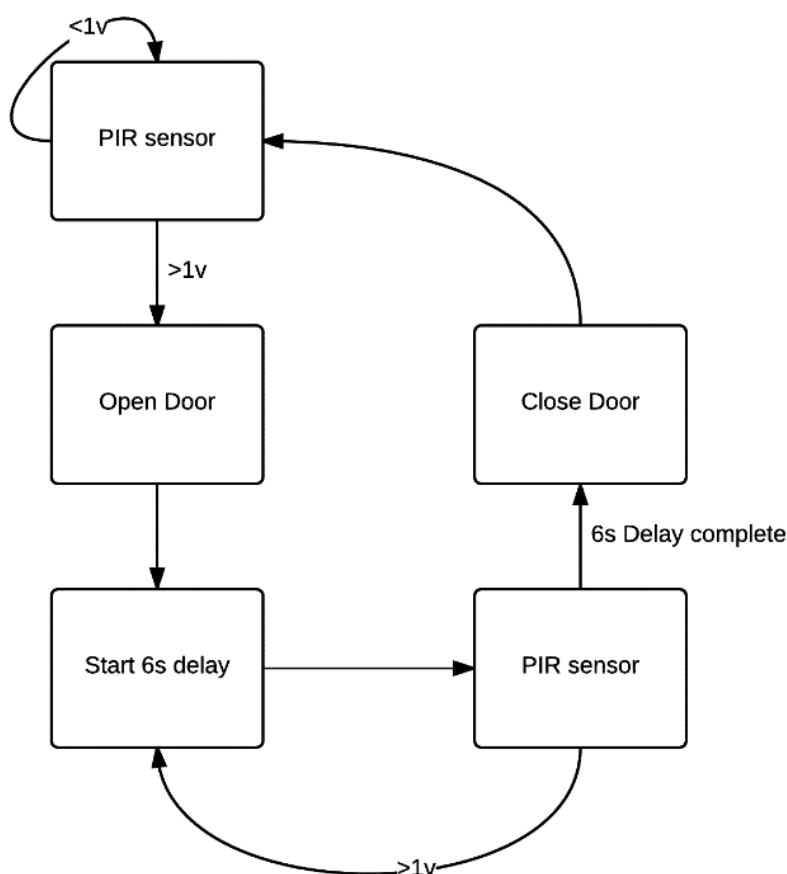 <1v
PIR sensor
>1v
Open Door
Close Door
6s Delay complete
Start 6s delay
PIR sensor
>1v